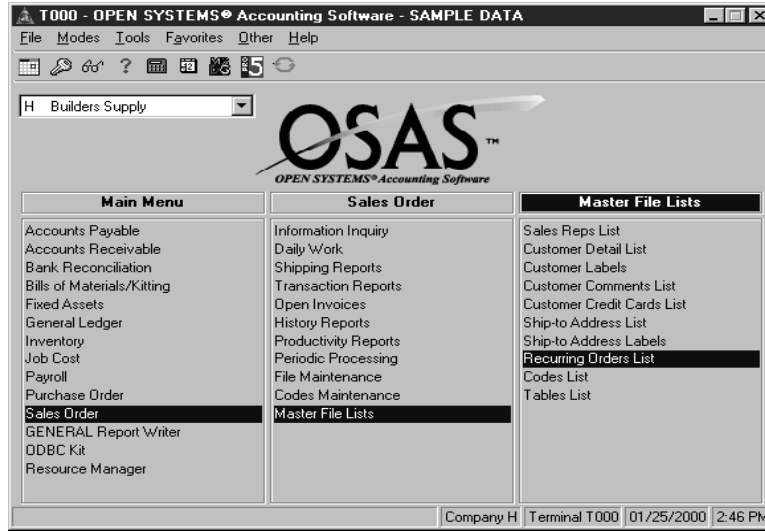 T000 - OPEN SYSTEMS® Accounting Software - SAMPLE DATA
File Modes Tools Favorites Other Help
H Builders Supply
OSAS™
OPEN SYSTEMS® Accounting Software
Main Menu
Accounts Payable
Accounts Receivable
Bank Reconciliation
Bills of Materials/Kitting
Fixed Assets
General Ledger
Inventory
Job Cost
Payroll
Purchase Order
Sales Order
GENERAL Report Writer
ODBC Kit
Resource Manager
Sales Order
Information Inquiry
Daily Work
Shipping Reports
Transaction Reports
Open Invoices
History Reports
Productivity Reports
Periodic Processing
File Maintenance
Codes Maintenance
Master File Lists
Master File Lists
Sales Reps List
Customer Detail List
Customer Labels
Customer Comments List
Customer Credit Cards List
Ship-to Address List
Ship-to Address Labels
Recurring Orders List
Codes List
Tables List
Company H Terminal T000 01/25/2000 2:46 PM